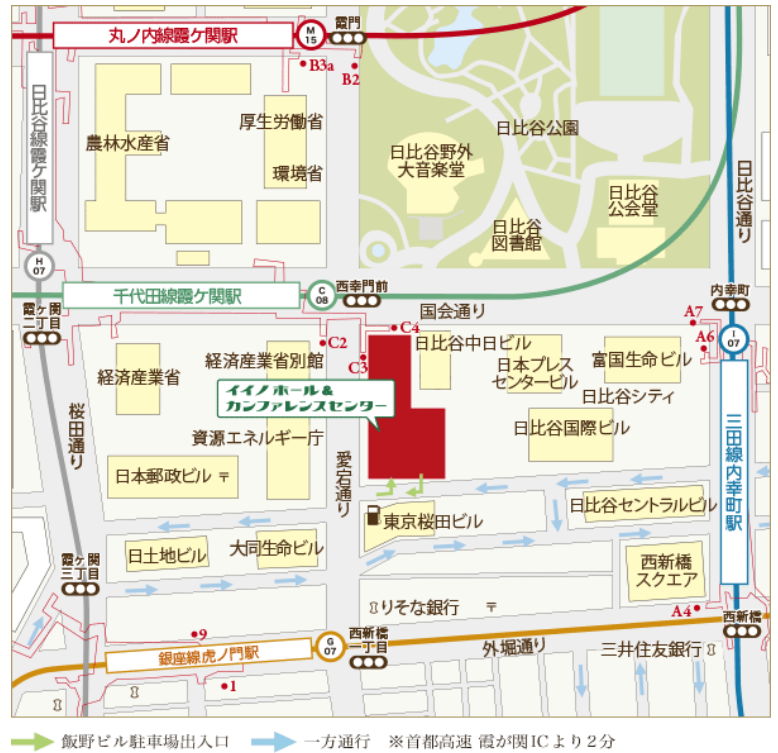 霞門
丸ノ内線霞ケ関駅
M
15
B3a
B2
日比谷線霞ケ関駅
H
07
農林水産省
厚生労働省
環境省
日比谷公園
日比谷野外
大音楽堂
日比谷
図書館
日比谷
公会堂
日比谷通り
千代田線霞ケ関駅
C
08
西幸門前
国会通り
内幸町
霞ヶ関
二丁目
C2
C4
C3
A7
A6
I
07
経済産業省
経済産業省別館
日比谷中日ビル
日本プレス
センタービル
富国生命ビル
日比谷シティ
イイノ ホール &
カンファレンスセンター
桜田通り
資源エネルギー庁
日比谷国際ビル
三田線内幸町駅
日本郵政ビル 〒
愛宕通り
東京桜田ビル
日比谷セントラルビル
日土地ビル
大同生命ビル
西新橋
スクエア
霞ヶ関
三丁目
りそな銀行
〒
A4
9
銀座線虎ノ門駅
G
07
西新橋
一丁目
外堀通り
西新橋
三井住友銀行
1
飯野ビル駐車場出入口
一方通行
※首都高速 霞が関ICより2分